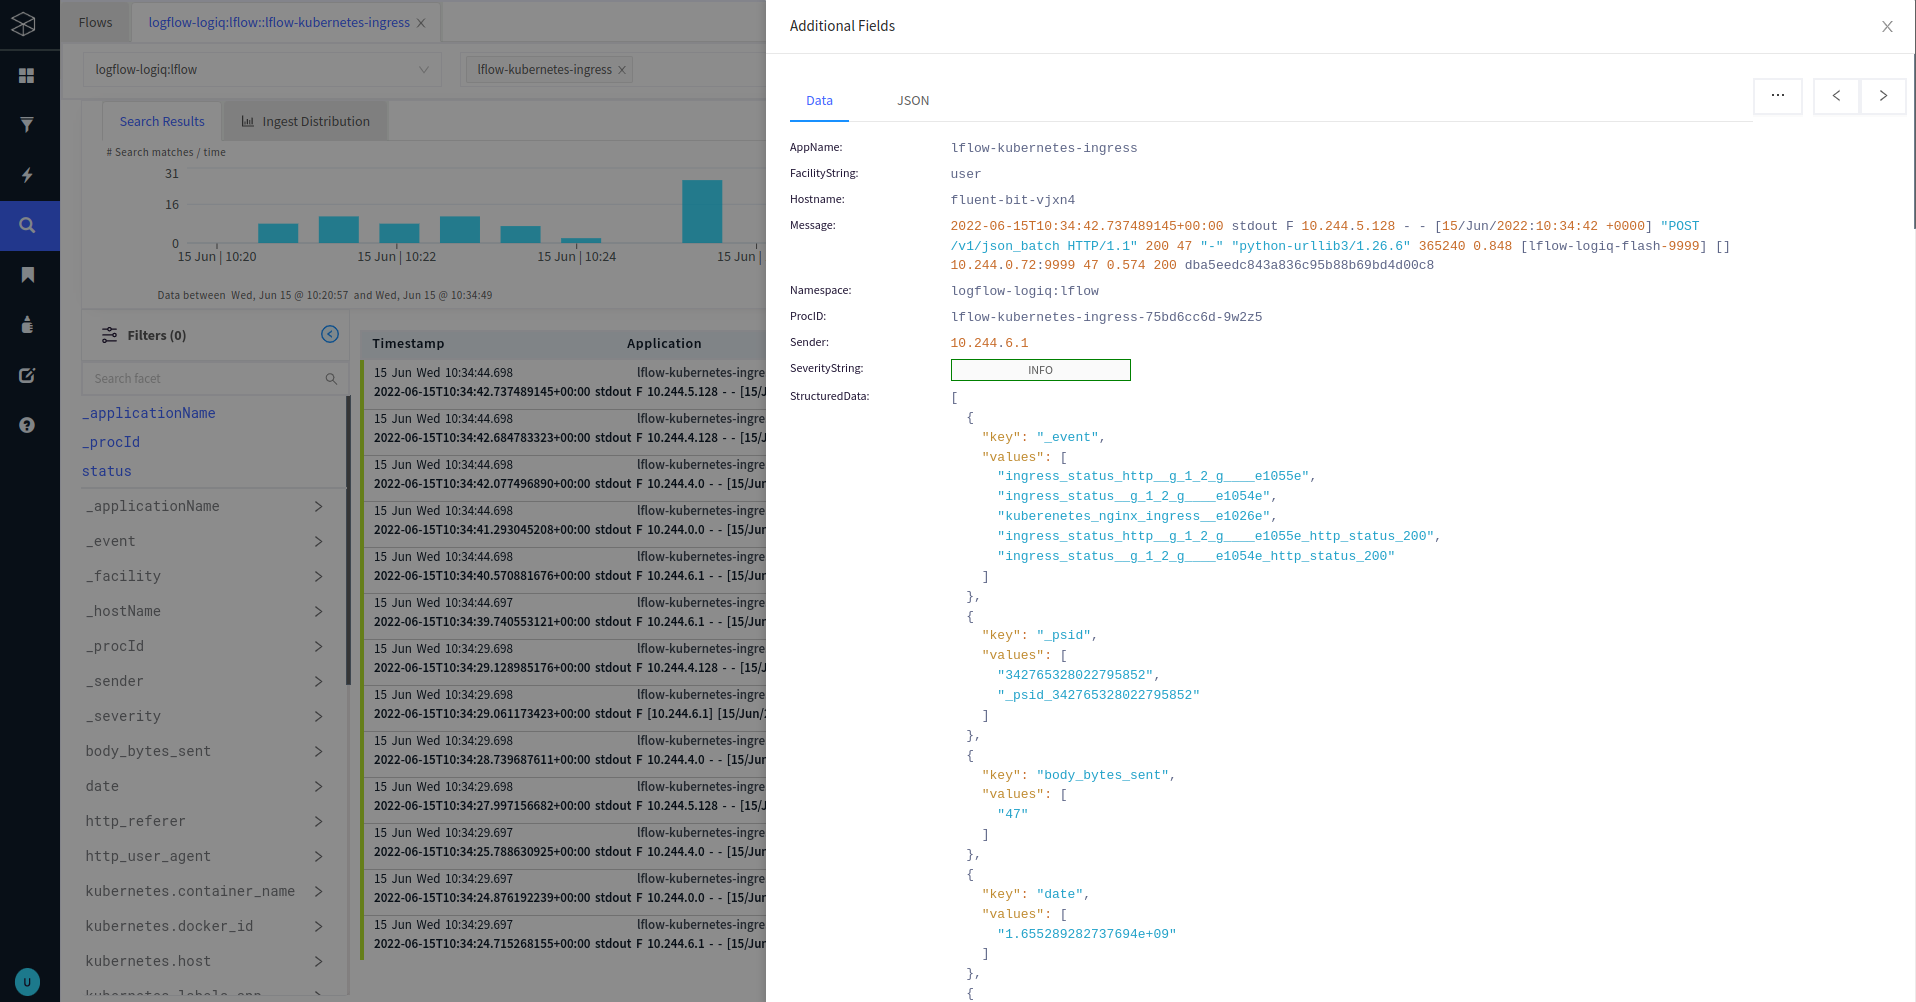 Flows
logflow-logiq:lflow::lflow-kubernetes-ingress
logflow-logiq:lflow
lflow-kubernetes-ingress
Search Results
Ingest Distribution
# Search matches / time
31
16
0
15 Jun | 10:20
15 Jun | 10:22
15 Jun | 10:24
15 Jun |
Data between Wed, Jun 15 @ 10:20:57 and Wed, Jun 15 @ 10:34:49
Filters (0)
Search facet
_applicationName
_procId
status
_applicationName
_event
_facility
_hostName
_procId
_sender
_severity
body_bytes_sent
date
http_referer
http_user_agent
kubernetes.container_name
kubernetes.docker_id
kubernetes.host
kubernetes.labels.app
U
Timestamp Application
15 Jun Wed 10:34:44.698 lflow-kubernetes-ingre
2022-06-15T10:34:42.737489145+00:00 stdout F 10.244.5.128 - - [15/J
15 Jun Wed 10:34:44.698 lflow-kubernetes-ingre
2022-06-15T10:34:42.684783323+00:00 stdout F 10.244.4.128 - - [15/J
15 Jun Wed 10:34:44.698 lflow-kubernetes-ingre
2022-06-15T10:34:42.077496890+00:00 stdout F 10.244.4.0 - - [15/Jun
15 Jun Wed 10:34:44.698 lflow-kubernetes-ingre
2022-06-15T10:34:41.293045208+00:00 stdout F 10.244.0.0 - - [15/Jun
15 Jun Wed 10:34:44.698 lflow-kubernetes-ingre
2022-06-15T10:34:40.570881676+00:00 stdout F 10.244.6.1 - - [15/Jun
15 Jun Wed 10:34:44.697 lflow-kubernetes-ingre
2022-06-15T10:34:39.740553121+00:00 stdout F 10.244.6.1 - - [15/Jun
15 Jun Wed 10:34:29.698 lflow-kubernetes-ingre
2022-06-15T10:34:29.128985176+00:00 stdout F 10.244.4.128 - - [15/J
15 Jun Wed 10:34:29.698 lflow-kubernetes-ingre
2022-06-15T10:34:29.061173423+00:00 stdout F [10.244.6.1] [15/Jun/
15 Jun Wed 10:34:29.698 lflow-kubernetes-ingre
2022-06-15T10:34:28.739687611+00:00 stdout F 10.244.4.0 - - [15/Jun
15 Jun Wed 10:34:29.698 lflow-kubernetes-ingre
2022-06-15T10:34:27.997156682+00:00 stdout F 10.244.5.128 - - [15/J
15 Jun Wed 10:34:29.697 lflow-kubernetes-ingre
2022-06-15T10:34:25.788630925+00:00 stdout F 10.244.4.0 - - [15/Jun
15 Jun Wed 10:34:29.697 lflow-kubernetes-ingre
2022-06-15T10:34:24.876192239+00:00 stdout F 10.244.0.0 - - [15/Jun
15 Jun Wed 10:34:29.697 lflow-kubernetes-ingre
2022-06-15T10:34:24.715268155+00:00 stdout F 10.244.6.1 - - [15/Jun
Additional Fields
Data
JSON
AppName: lflow-kubernetes-ingress
FacilityString: user
Hostname: fluent-bit-vjxn4
Message: 2022-06-15T10:34:42.737489145+00:00 stdout F 10.244.5.128 - - [15/Jun/2022:10:34:42 +0000] "POST
/v1/json_batch HTTP/1.1" 200 47 "-" "python-urllib3/1.26.6" 365240 0.848 [lflow-logiq-flash-9999] []
10.244.0.72:9999 47 0.574 200 dba5eedc843a836c95b88b69bd4d00c8
Namespace: logflow-logiq:lflow
ProcID: lflow-kubernetes-ingress-75bd6cc6d-9w2z5
Sender: 10.244.6.1
SeverityString: INFO
StructuredData: [
{
"key": "_event",
"values": [
"ingress_status_http__g_1_2_g____e1055e",
"ingress_status__g_1_2_g____e1054e",
"kuberenetes_nginx_ingress__e1026e",
"ingress_status_http__g_1_2_g____e1055e_http_status_200",
"ingress_status__g_1_2_g____e1054e_http_status_200"
]
},
{
"key": "_psid",
"values": [
"342765328022795852",
"_psid_342765328022795852"
]
},
{
"key": "body_bytes_sent",
"values": [
"47"
]
},
{
"key": "date",
"values": [
"1.655289282737694e+09"
]
},
{